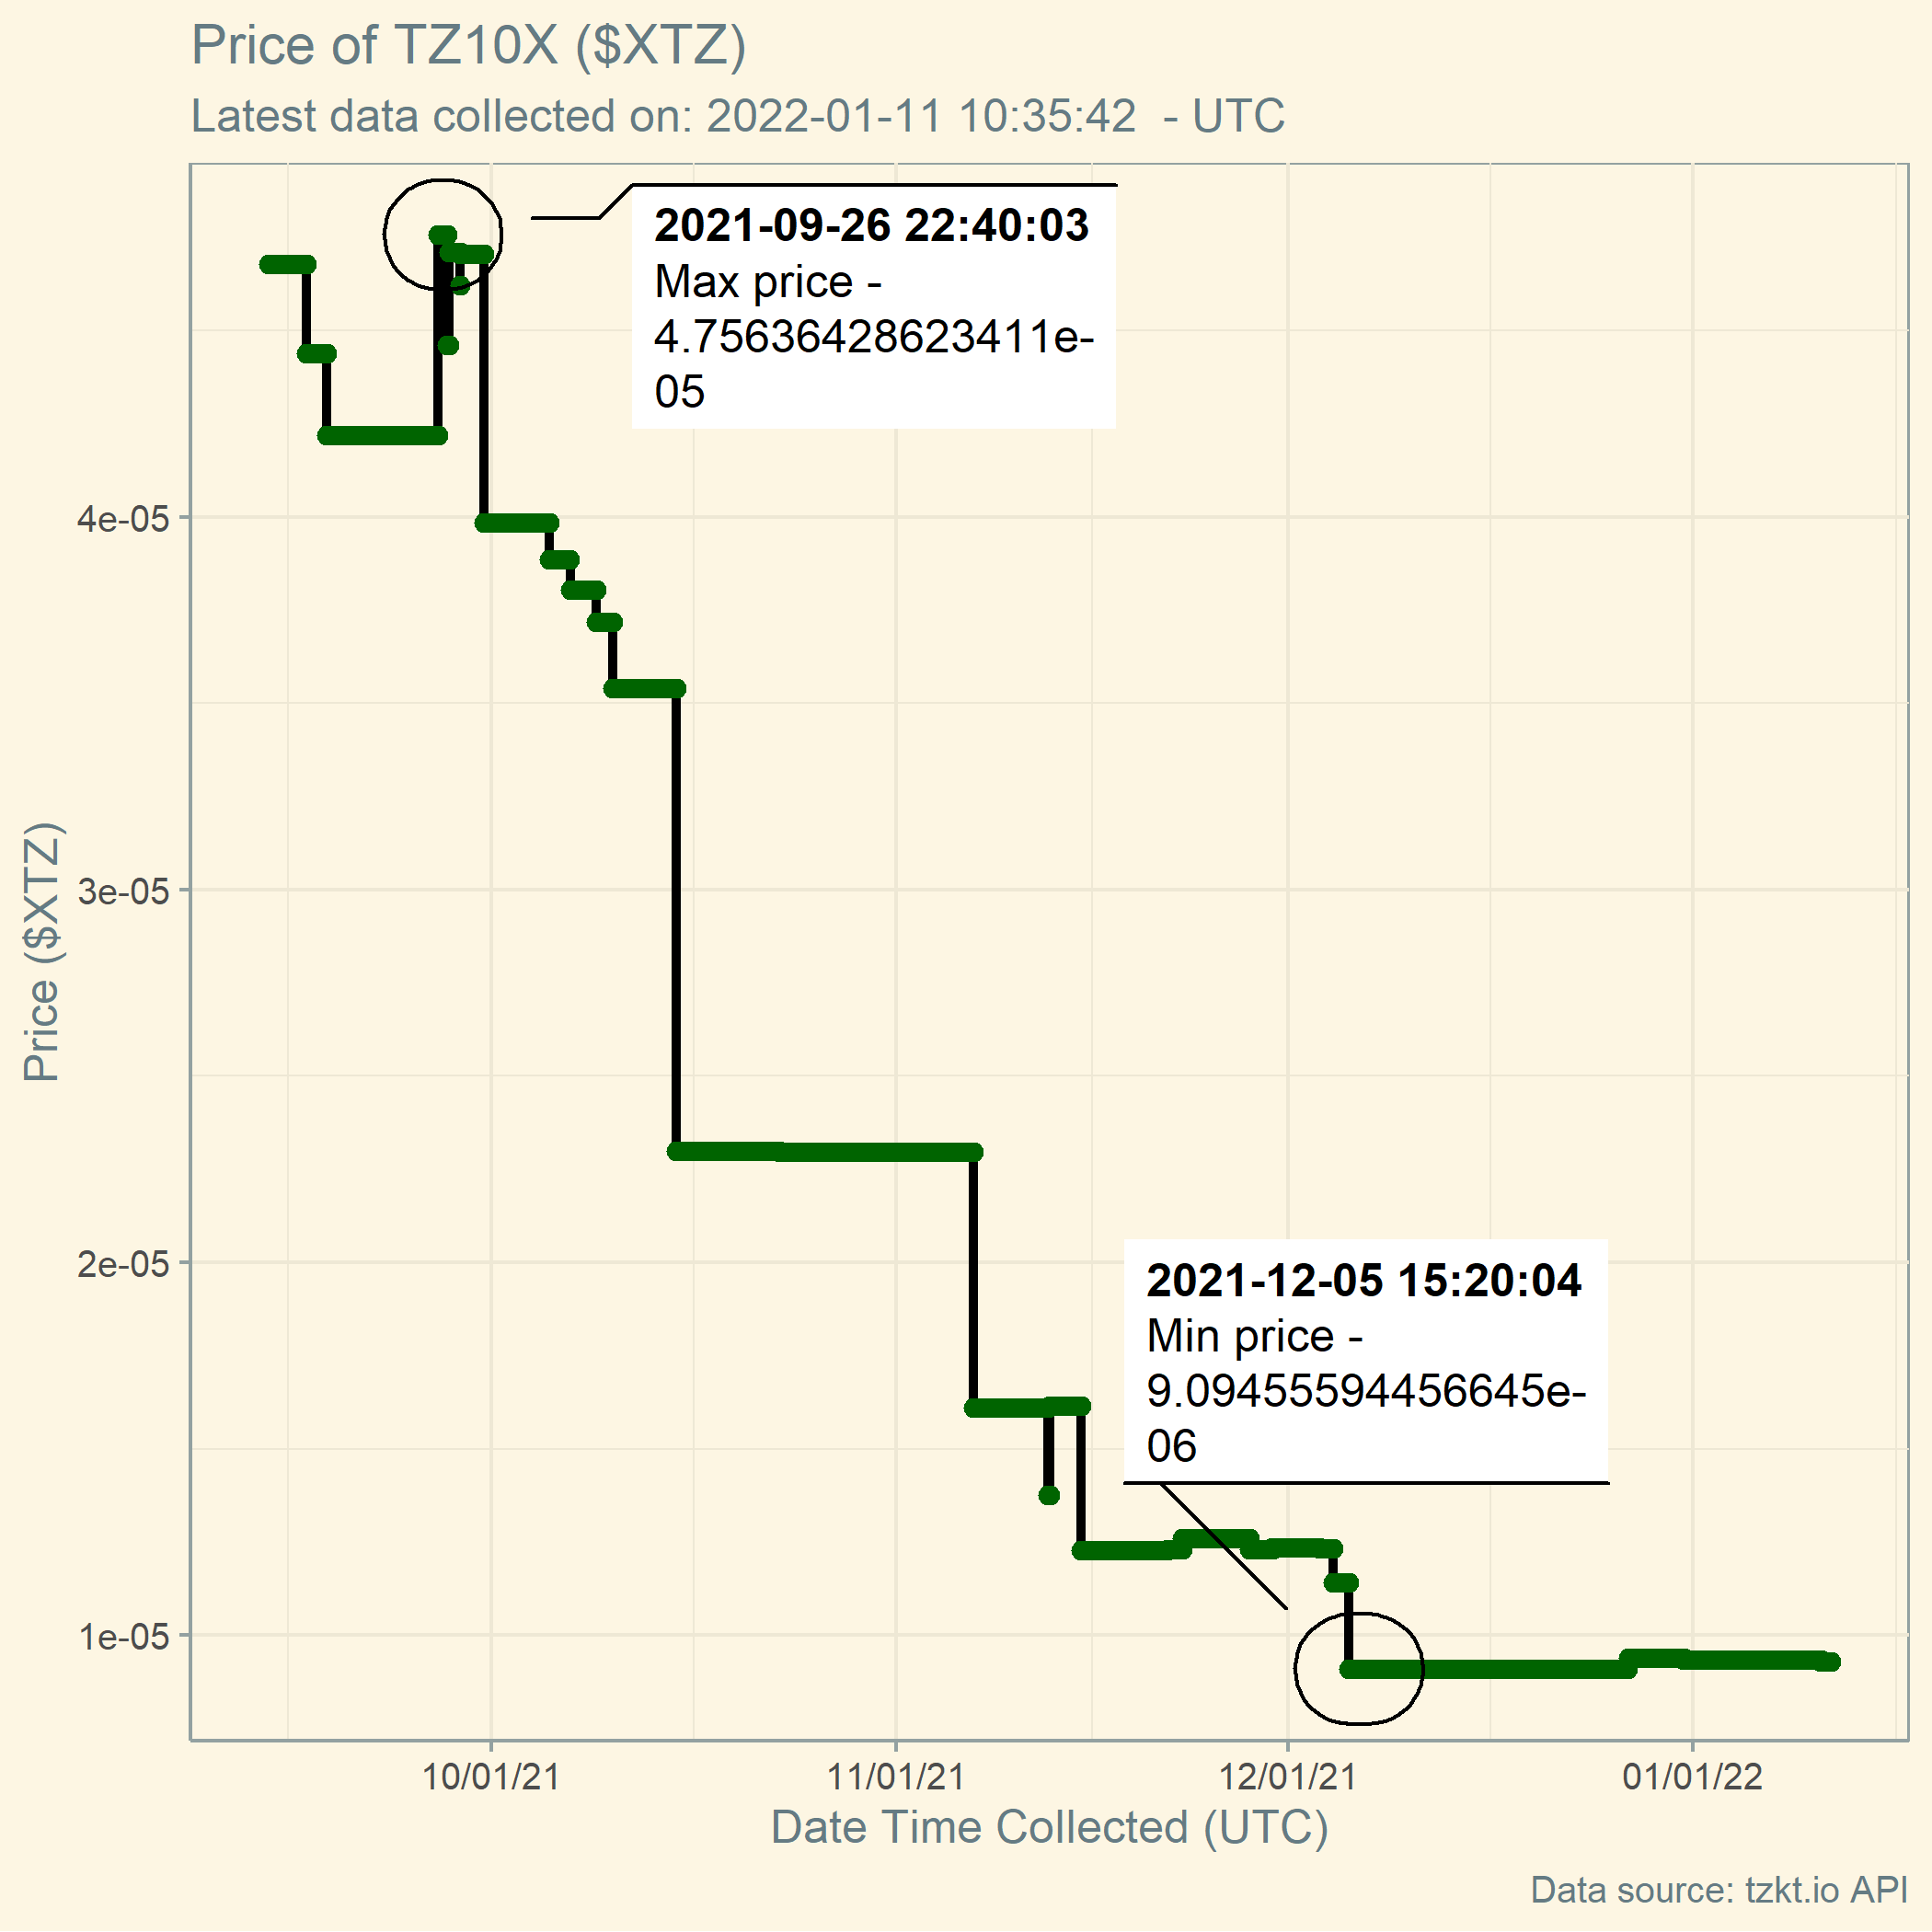 Price of TZ10X ($XTZ)
Latest data collected on: 2022-01-11 10:35:42  - UTC
2021-09-26 22:40:03
Max price -
4.75636428623411e-
05
4e-05
3e-05
2e-05
1e-05
Price ($XTZ)
2021-12-05 15:20:04
Min price -
9.09455594456645e-
06
10/01/21
11/01/21
12/01/21
01/01/22
Date Time Collected (UTC)
Data source: tzkt.io API